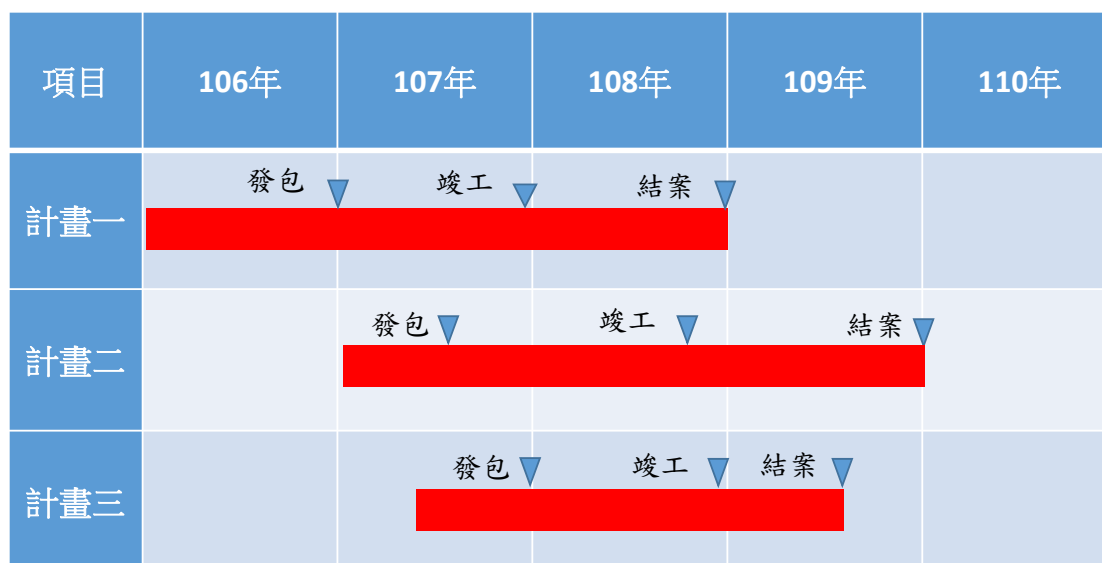 項目 106年 107年 108年 109年 110年
計畫一 發包 竣工 結案
計畫二 發包 竣工 結案
計畫三 發包 竣工 結案